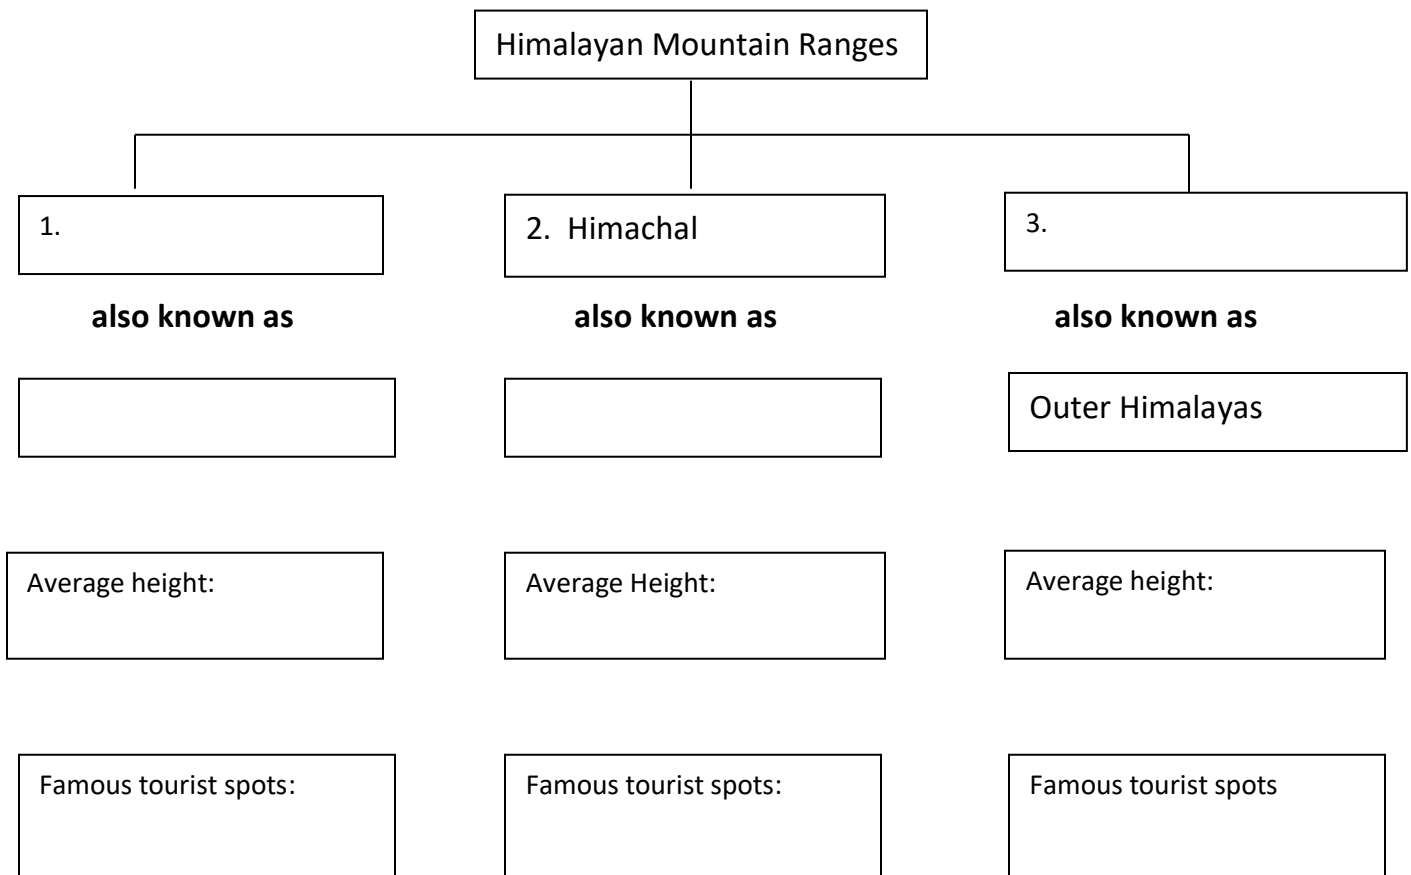 Himalayan Mountain Ranges
1.
2. Himachal
3.
also known as
also known as
also known as
Outer Himalayas
Average height:
Average Height:
Average height:
Famous tourist spots:
Famous tourist spots:
Famous tourist spots